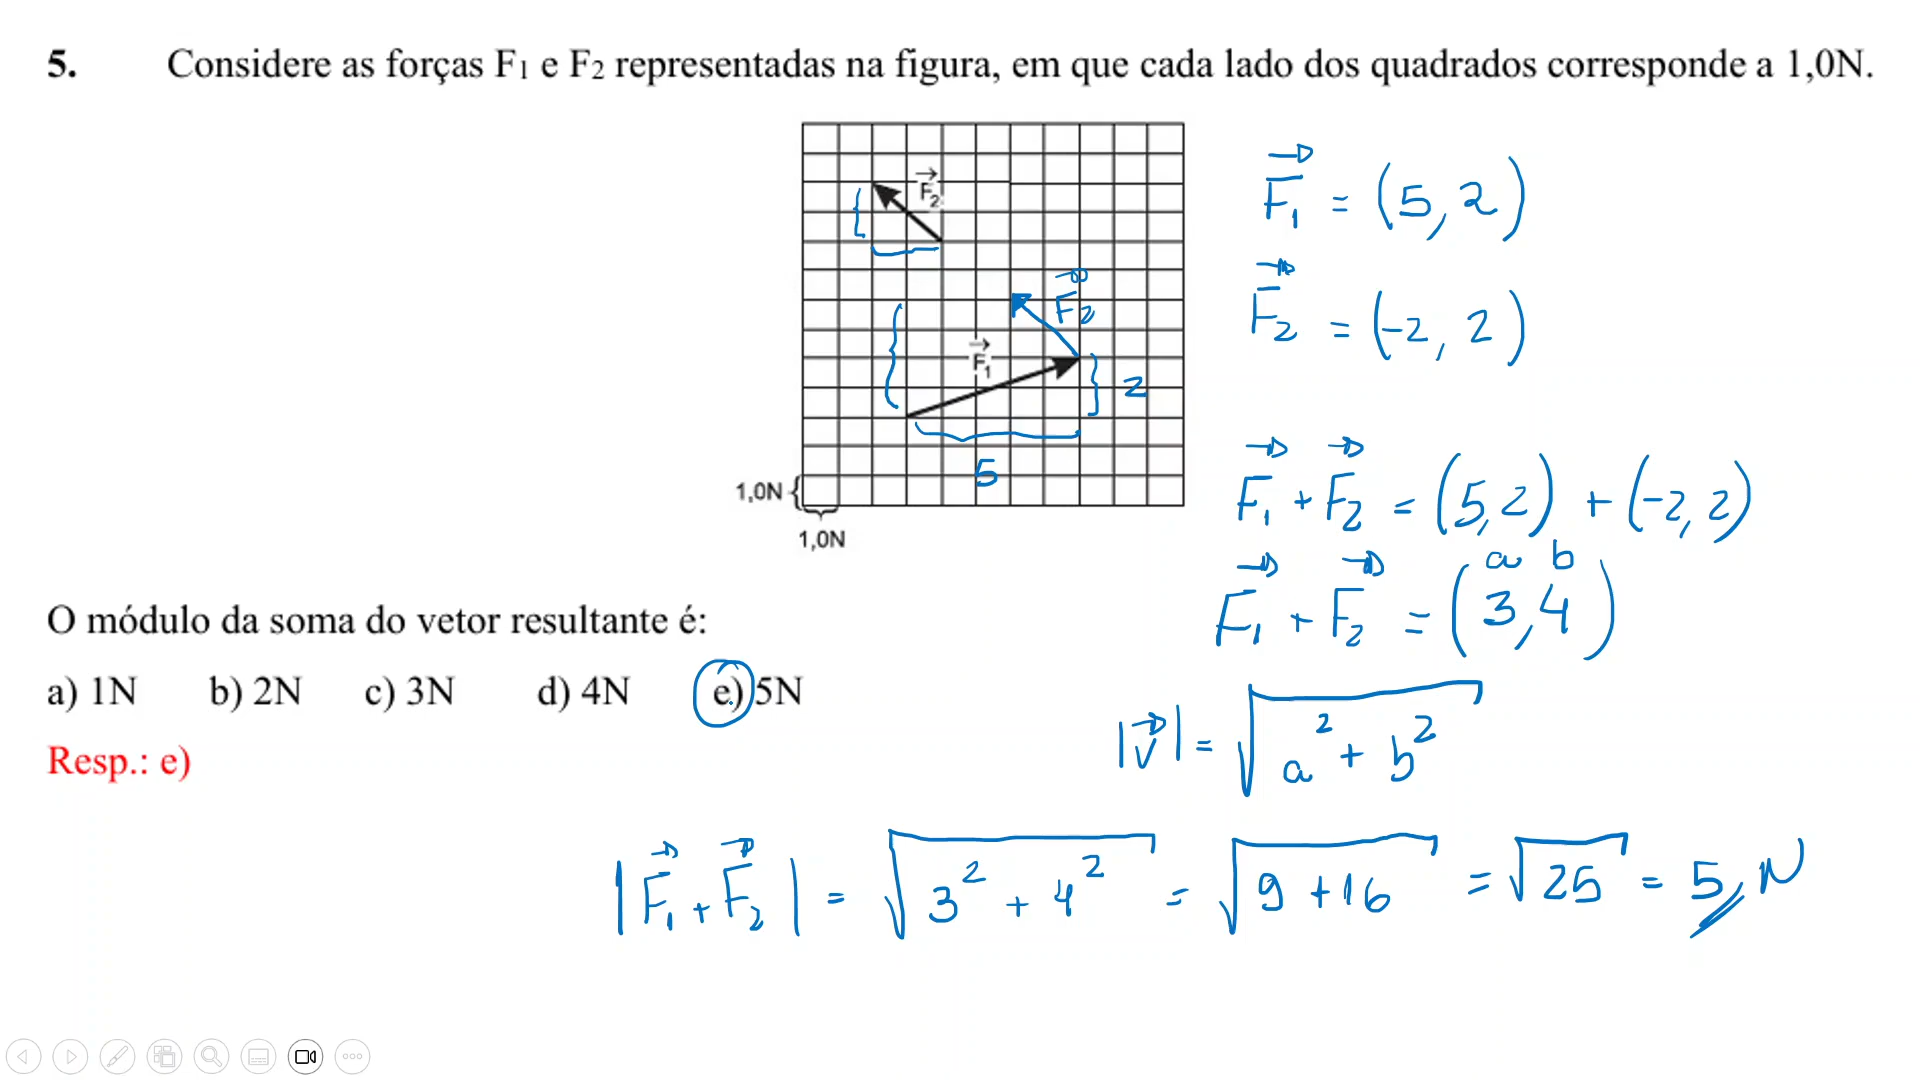 5. Considere as forças F1 e F2 representadas na figura, em que cada lado dos quadrados corresponde a 1,0N.
F2
F2
F1
2
5
1,0N
1,0N
F1 = (5, 2)
F2 = (-2, 2)
F1 + F2 = (5, 2) + (-2, 2)
a b
F1 + F2 = (3, 4)
O módulo da soma do vetor resultante é:
a) 1N b) 2N c) 3N d) 4N e) 5N
Resp.: e)
|V| = √a² + b²
|F1 + F2| = √3² + 4² = √9 + 16 = √25 = 5 N